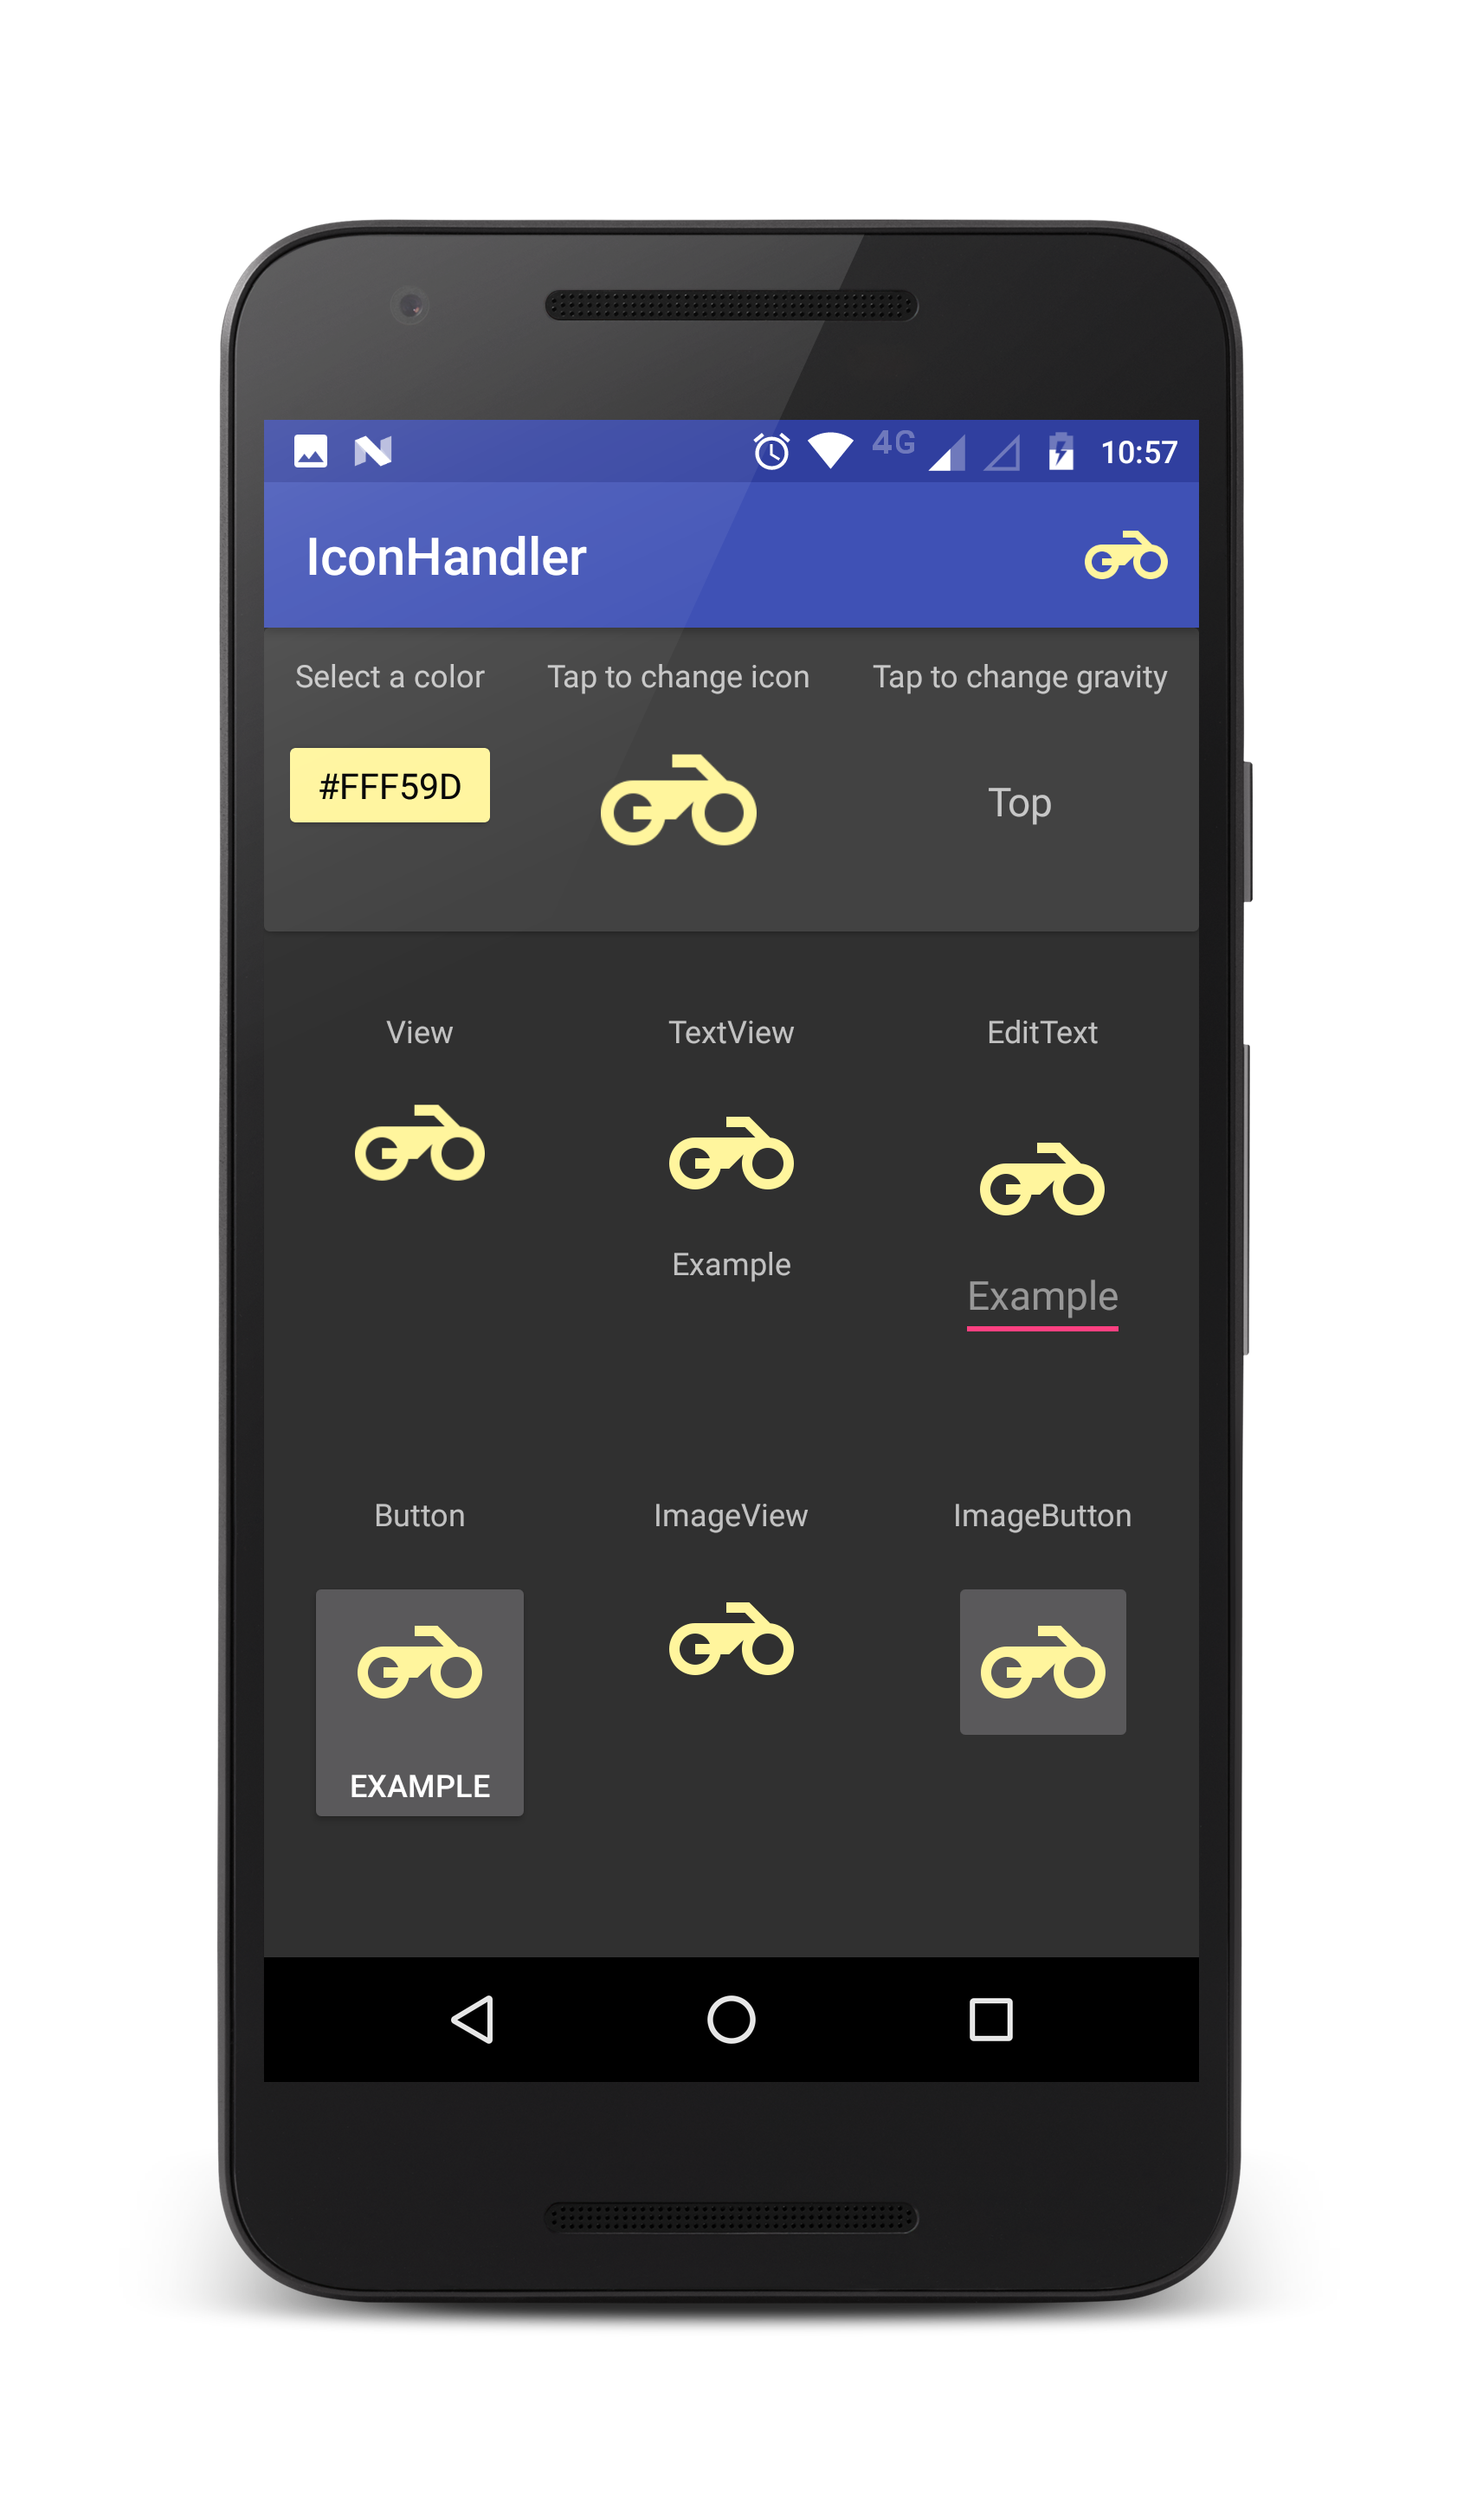 4G 10:57
IconHandler
Select a color Tap to change icon Tap to change gravity
#FFF59D Top
View TextView EditText
Example
Example
Button ImageView ImageButton
EXAMPLE